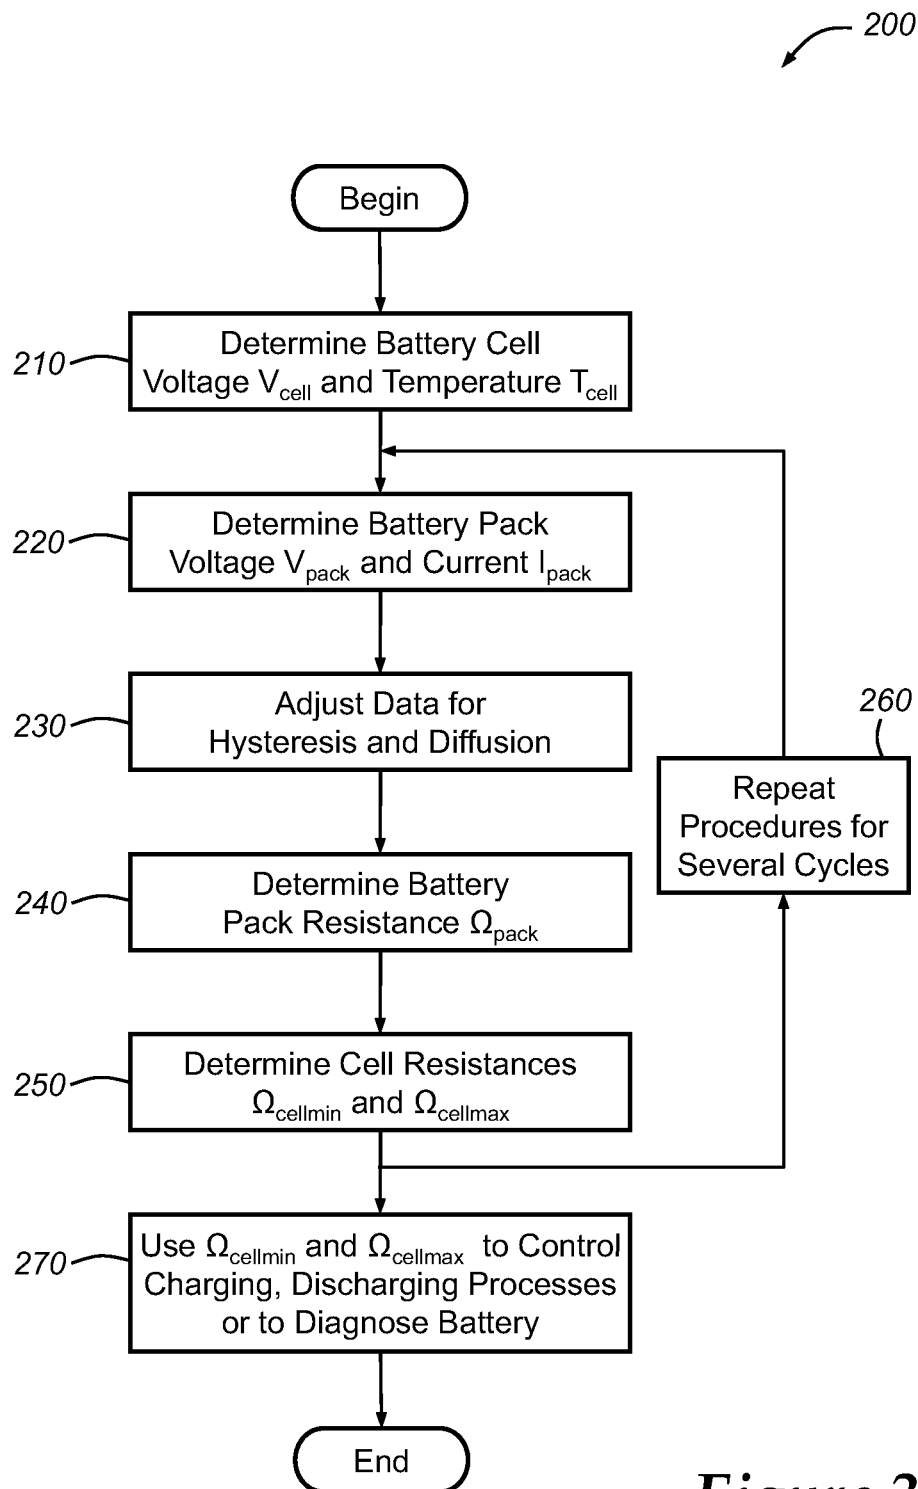 200
Begin
210
Determine Battery Cell
Voltage Vcell and Temperature Tcell
220
Determine Battery Pack
Voltage Vpack and Current Ipack
230
Adjust Data for
Hysteresis and Diffusion
260
Repeat
Procedures for
Several Cycles
240
Determine Battery
Pack Resistance Ωpack
250
Determine Cell Resistances
Ωcellmin and Ωcellmax
270
Use Ωcellmin and Ωcellmax to Control
Charging, Discharging Processes
or to Diagnose Battery
End
Figure